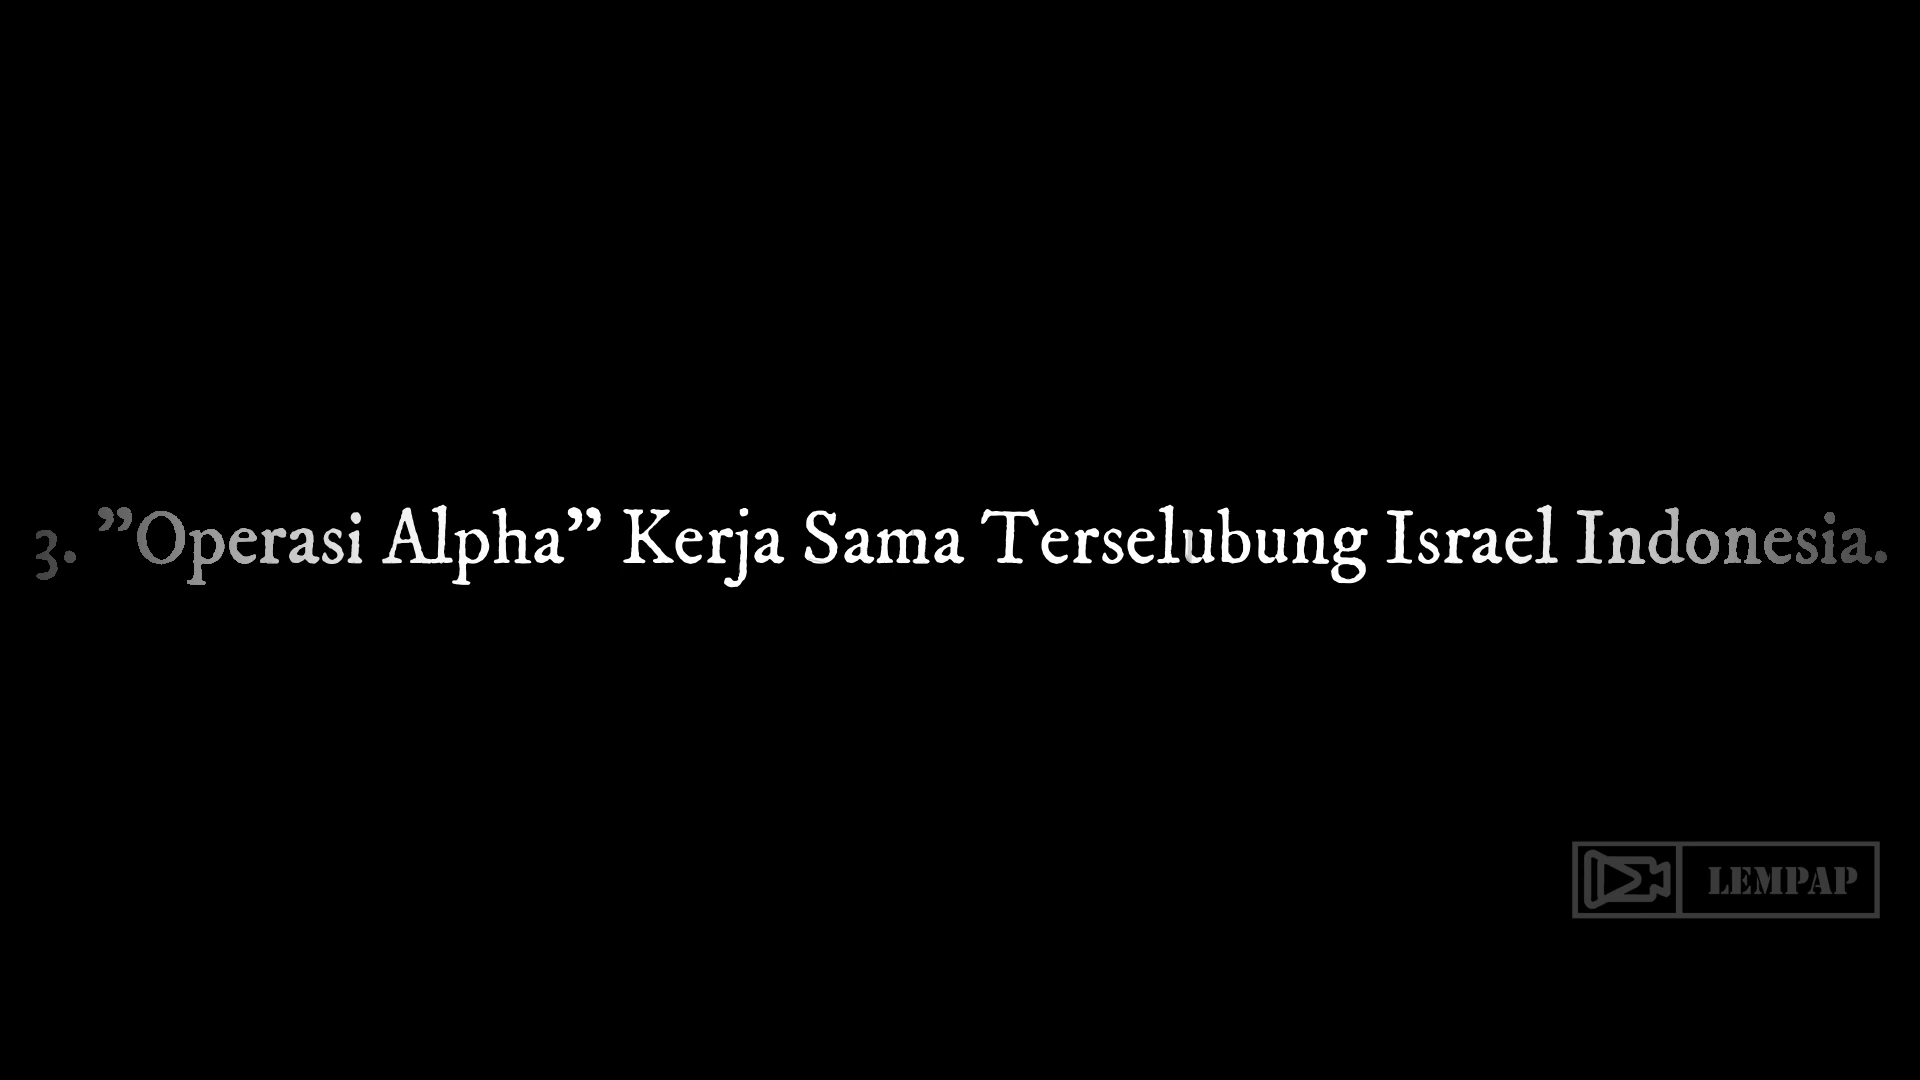 3. ”Operasi Alpha” Kerja Sama Terselubung Israel Indonesia.
LEMPAP